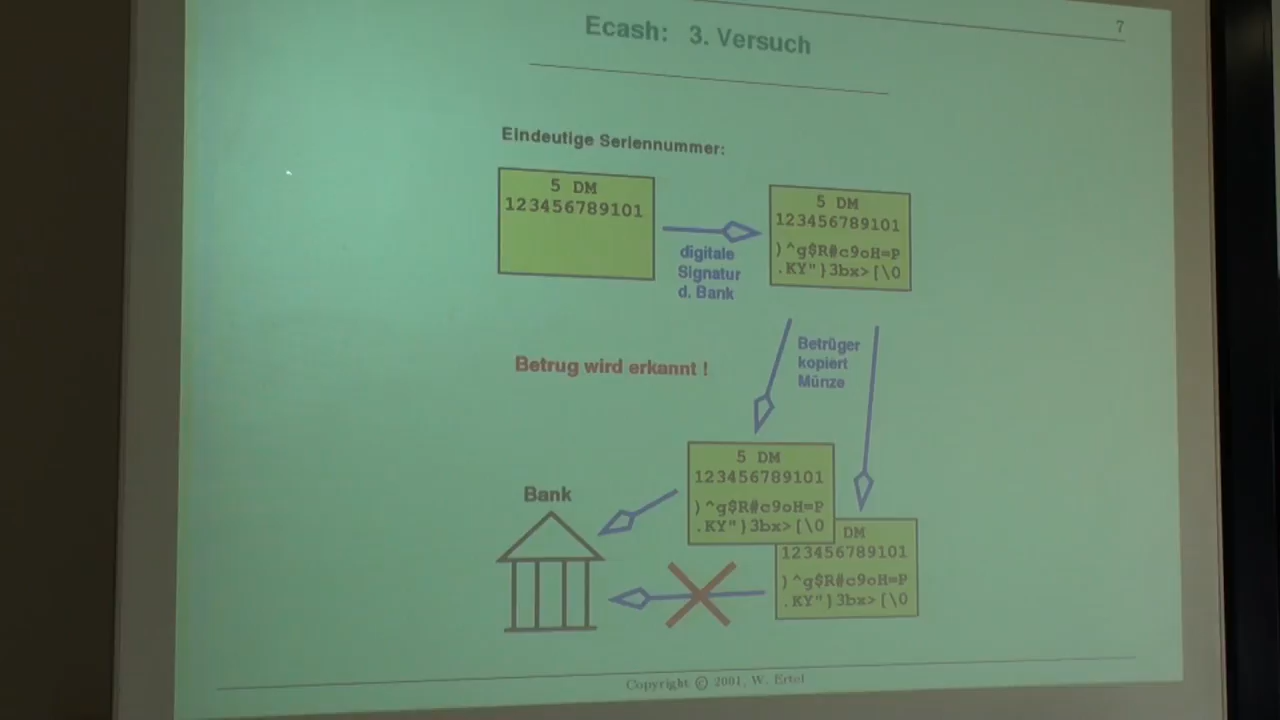 7
Ecash: 3. Versuch
Eindeutige Seriennummer:
5 DM
123456789101
digitale
Signatur
d. Bank
5 DM
123456789101
)^g$R#c9oH=P
.KY"}3bx>[\0
Betrug wird erkannt !
Betrüger
kopiert
Münze
5 DM
123456789101
)^g$R#c9oH=P
.KY"}3bx>[\0
DM
123456789101
)^g$R#c9oH=P
.KY"}3bx>[\0
Bank
Copyright © 2001, W. Ertel